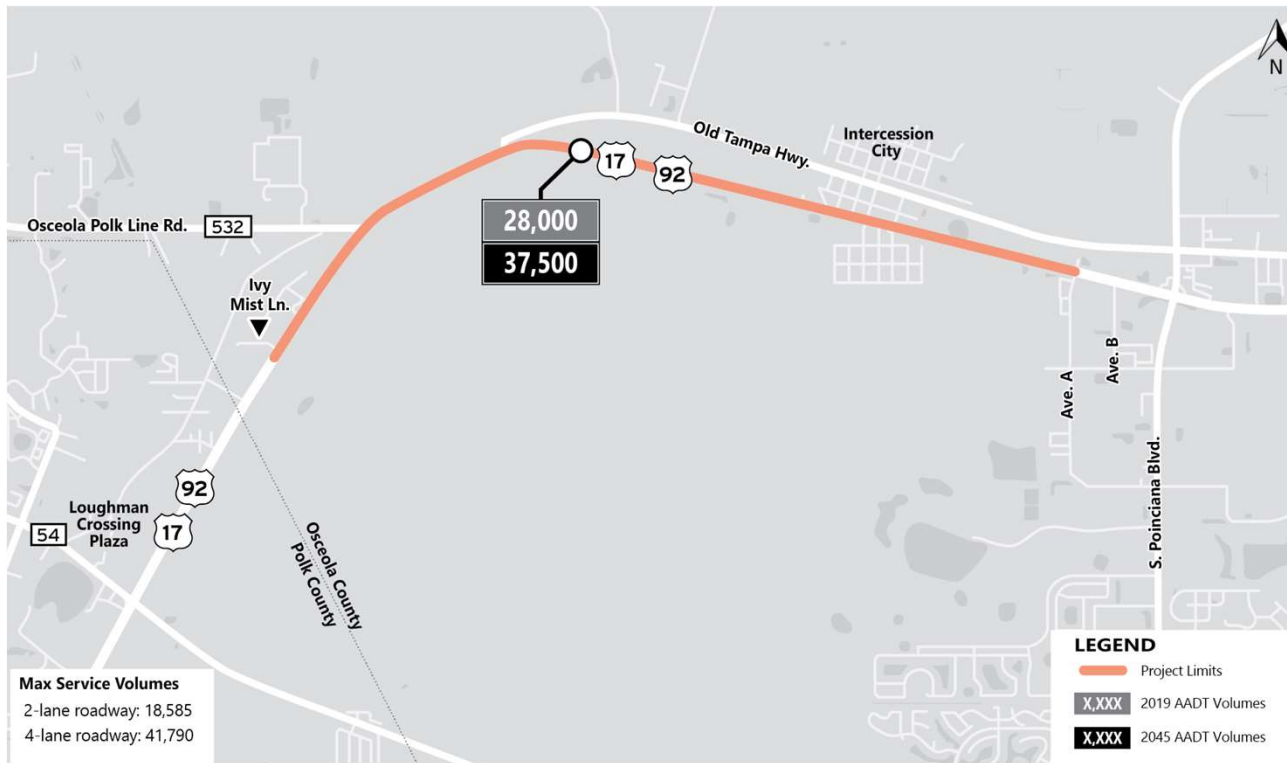 N
Old Tampa Hwy.
Intercession
City
17
92
28,000
37,500
Osceola Polk Line Rd.
532
Ivy
Mist Ln.
Ave. B
Ave. A
S. Poinciana Blvd.
92
17
Loughman
Crossing
Plaza
54
Osceola County
Polk County
Max Service Volumes
2-lane roadway: 18,585
4-lane roadway: 41,790
LEGEND
Project Limits
X,XXX 2019 AADT Volumes
X,XXX 2045 AADT Volumes